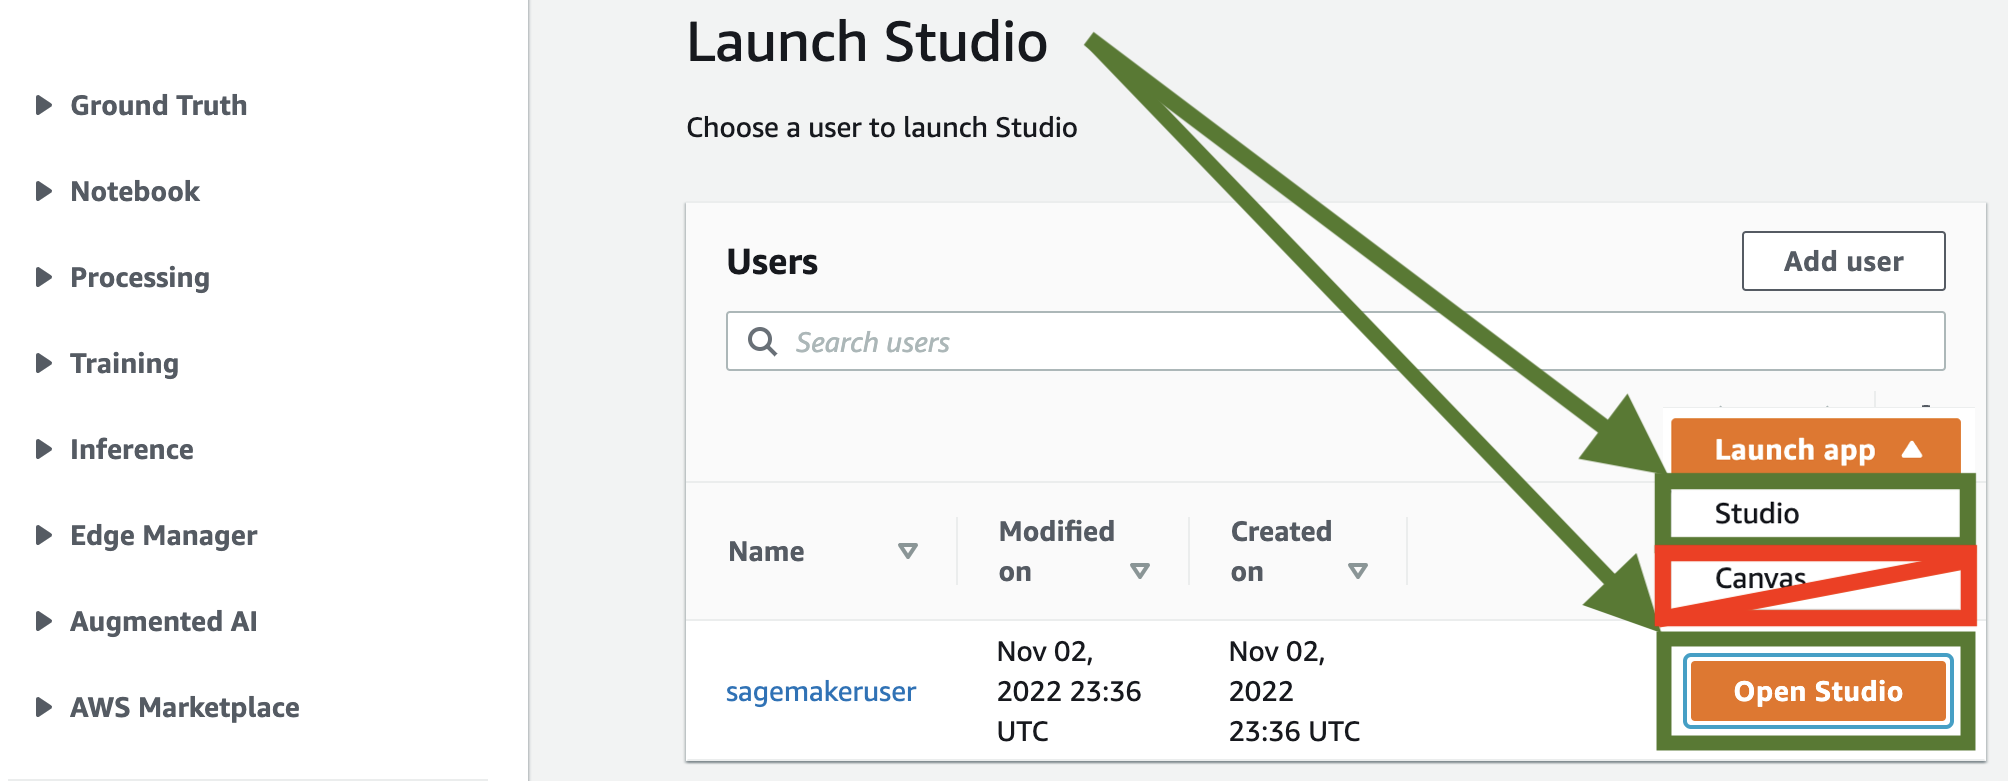 Ground Truth
Notebook
Processing
Training
Inference
Edge Manager
Augmented AI
AWS Marketplace
Launch Studio
Choose a user to launch Studio
Users
Add user
Search users
Launch app
Studio
Canvas
Name
Modified
on
Created
on
sagemakeruser
Nov 02,
2022 23:36
UTC
Nov 02,
2022
23:36 UTC
Open Studio